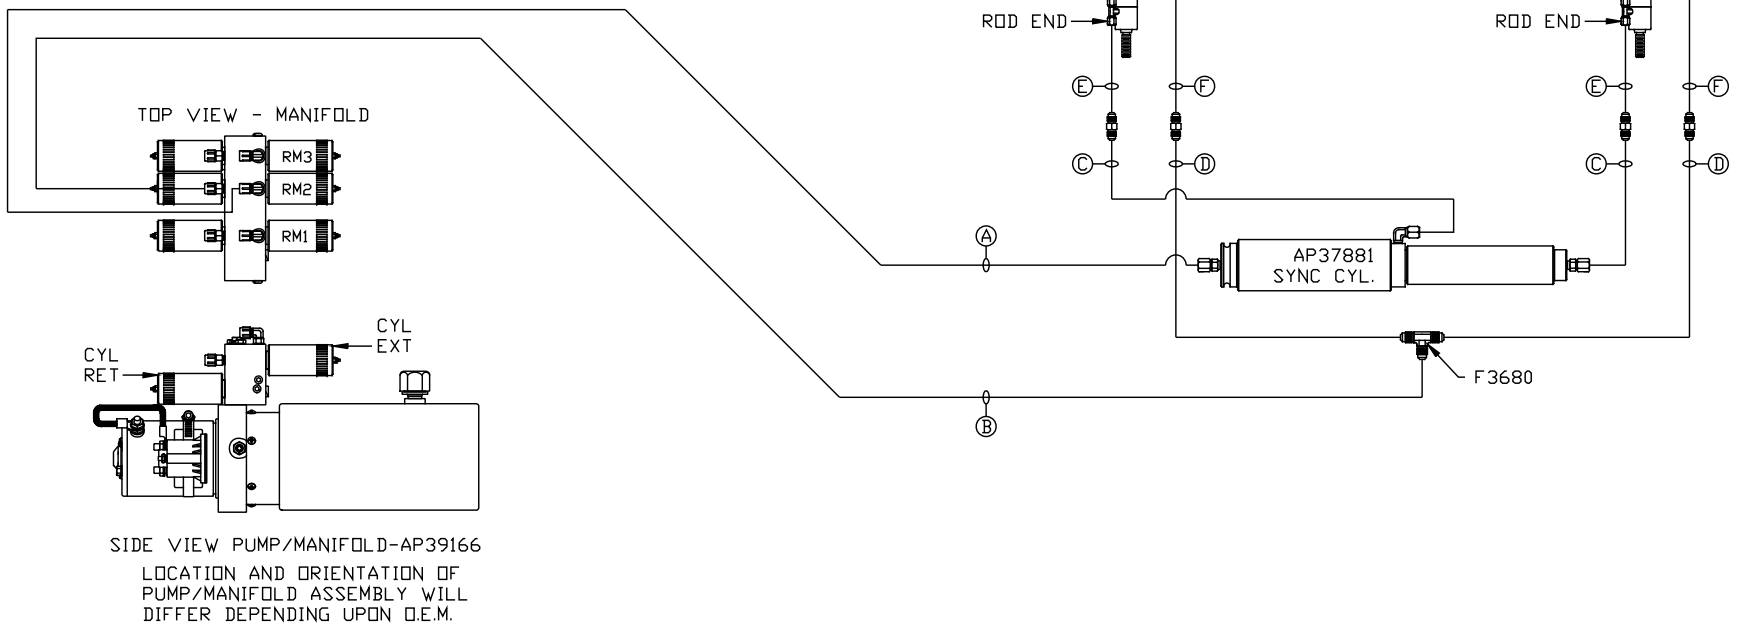 ROD END
ROD END
E
F
E
F
TOP VIEW - MANIFOLD
RM3
RM2
RM1
C
D
C
D
A
AP37881
SYNC CYL.
CYL
EXT
CYL
RET
F3680
B
SIDE VIEW PUMP/MANIFOLD-AP39166
LOCATION AND ORIENTATION OF
PUMP/MANIFOLD ASSEMBLY WILL
DIFFER DEPENDING UPON O.E.M.